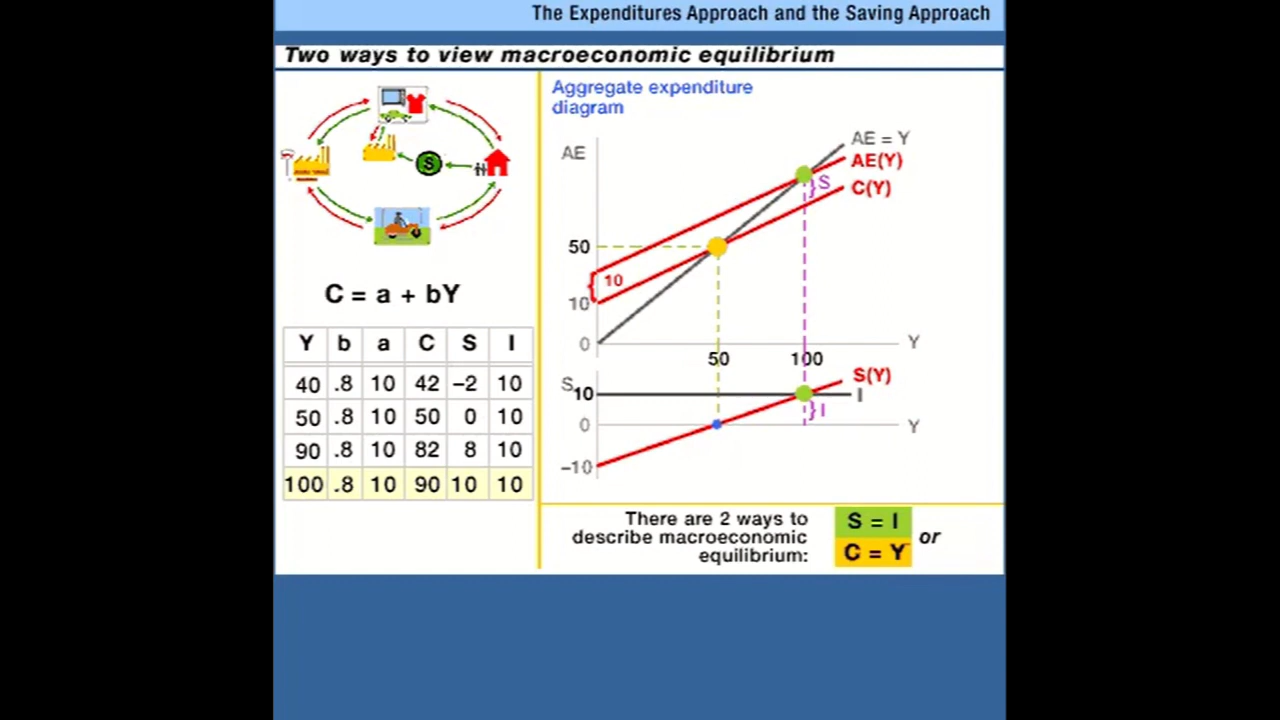 The Expenditures Approach and the Saving Approach
Two ways to view macroeconomic equilibrium
Aggregate expenditure
diagram
S
C = a + bY
Y b a C S I
40 .8 10 42 –2 10
50 .8 10 50 0 10
90 .8 10 82 8 10
100 .8 10 90 10 10
AE
AE = Y
AE(Y)
S
C(Y)
50
10
10
0
Y
50
100
S
S(Y)
10
I
I
0
Y
–10
There are 2 ways to
describe macroeconomic
equilibrium:
S = I
or
C = Y